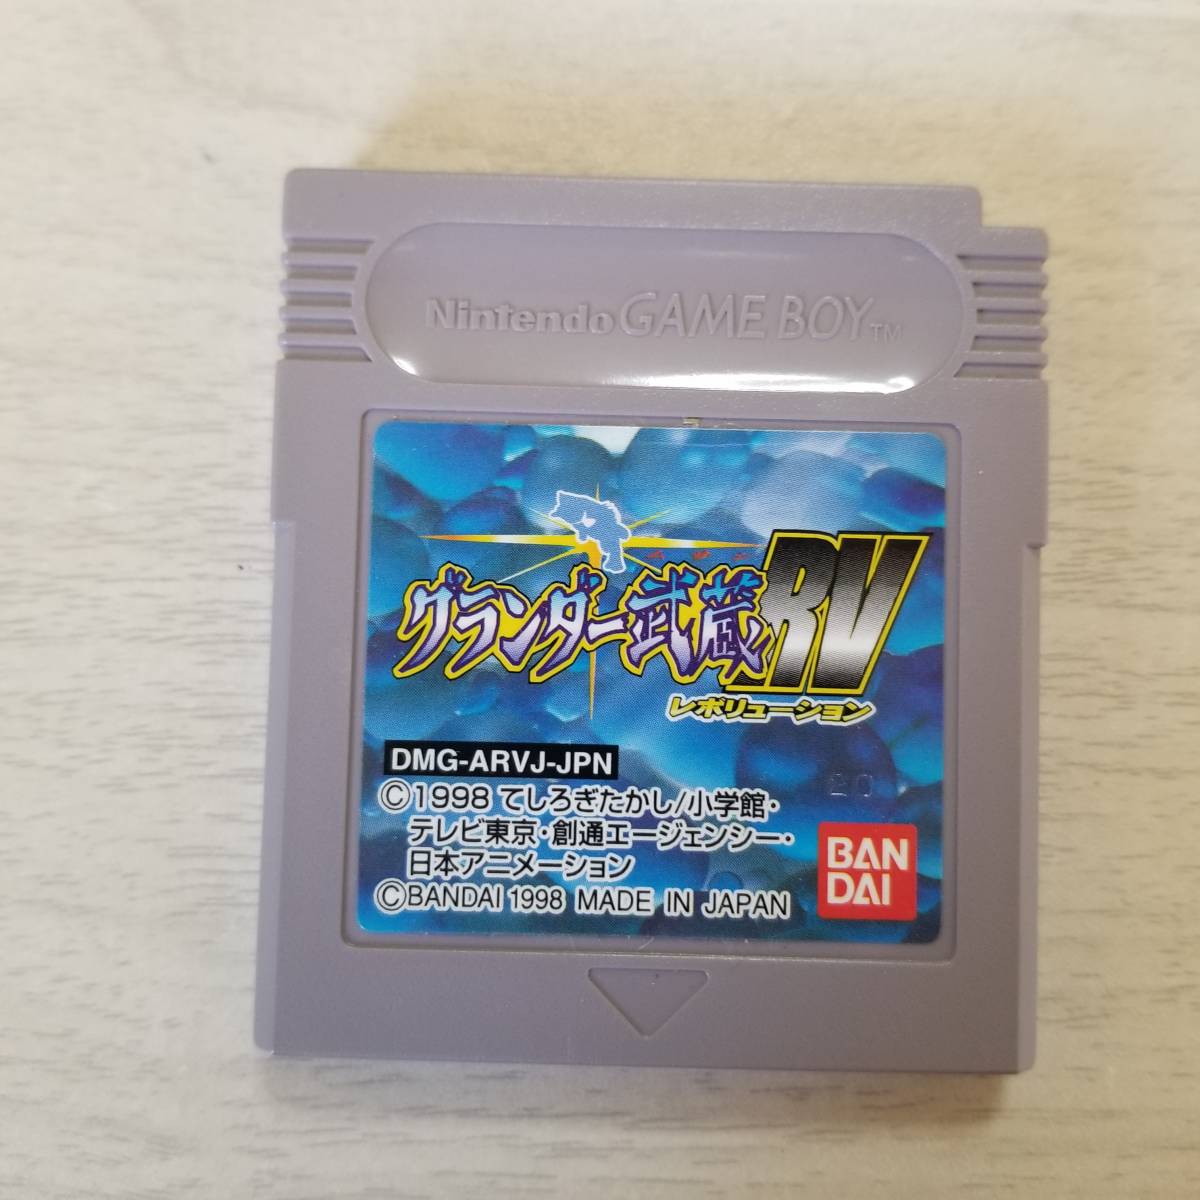 Nintendo GAME BOY TM
ムサシ
グランダー武蔵RV
レボリューション
DMG-ARVJ-JPN
©1998 てしろぎたかし/小学館・
テレビ東京・創通エージェンシー・
日本アニメーション
©BANDAI 1998 MADE IN JAPAN
20
BAN
DAI